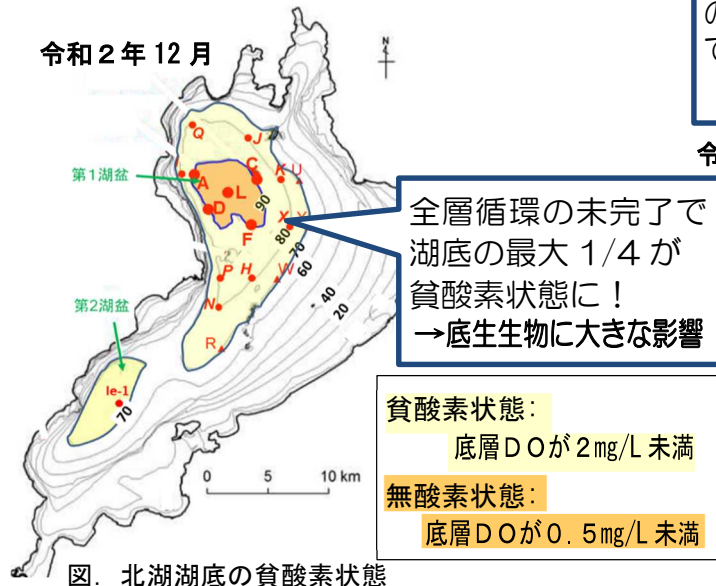 の
で
令和２年12月
N
令
Q
J
第1湖盆
A
C
K
U
L
D
90
X
Y
F
80
70
60
P
H
W
N
40
20
R
第2湖盆
Ie-1
70
全層循環の未完了で
湖底の最大 1/4 が
貧酸素状態に！
→底生生物に大きな影響
貧酸素状態：
底層ＤＯが２㎎/L 未満
無酸素状態：
底層ＤＯが０．５㎎/L 未満
0 5 10 km
図．北湖湖底の貧酸素状態